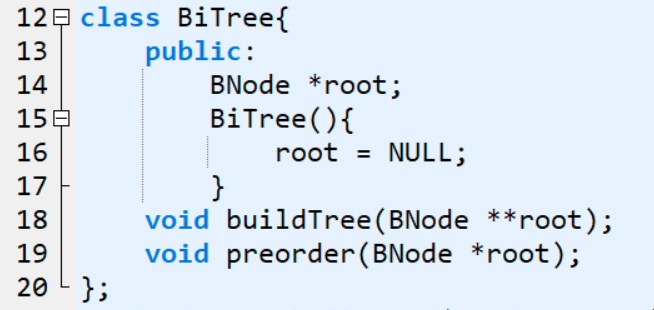 12 class BiTree{
13     public:
14         BNode *root;
15         BiTree(){
16             root = NULL;
17         }
18     void buildTree(BNode **root);
19     void preorder(BNode *root);
20 };